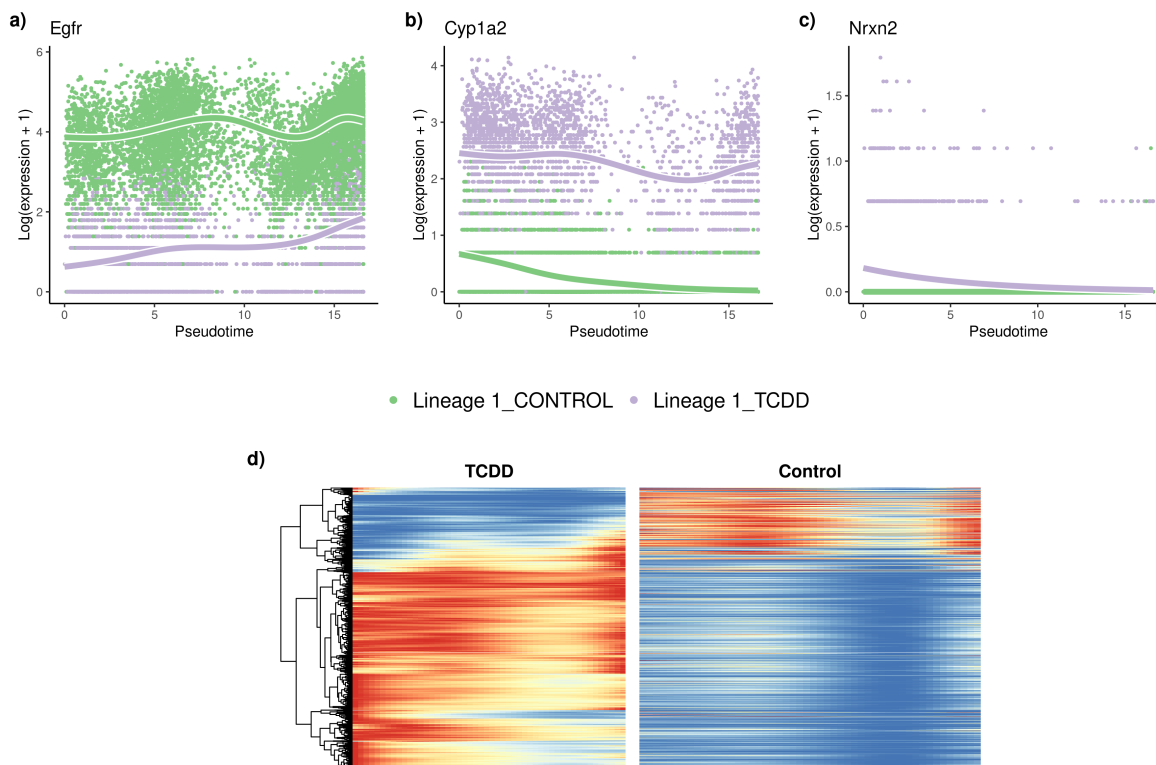 a)
Egfr
Log(expression + 1)
6
4
2
0
0
5
10
15
Pseudotime
b)
Cyp1a2
Log(expression + 1)
4
3
2
1
0
0
5
10
15
Pseudotime
c)
Nrxn2
Log(expression + 1)
1.5
1.0
0.5
0.0
0
5
10
15
Pseudotime
Lineage 1_CONTROL
Lineage 1_TCDD
d)
TCDD
Control